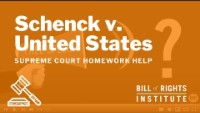 Schenck v.
United States
SUPREME COURT HOMEWORK HELP
?
BILL of RIGHTS
INSTITUTE